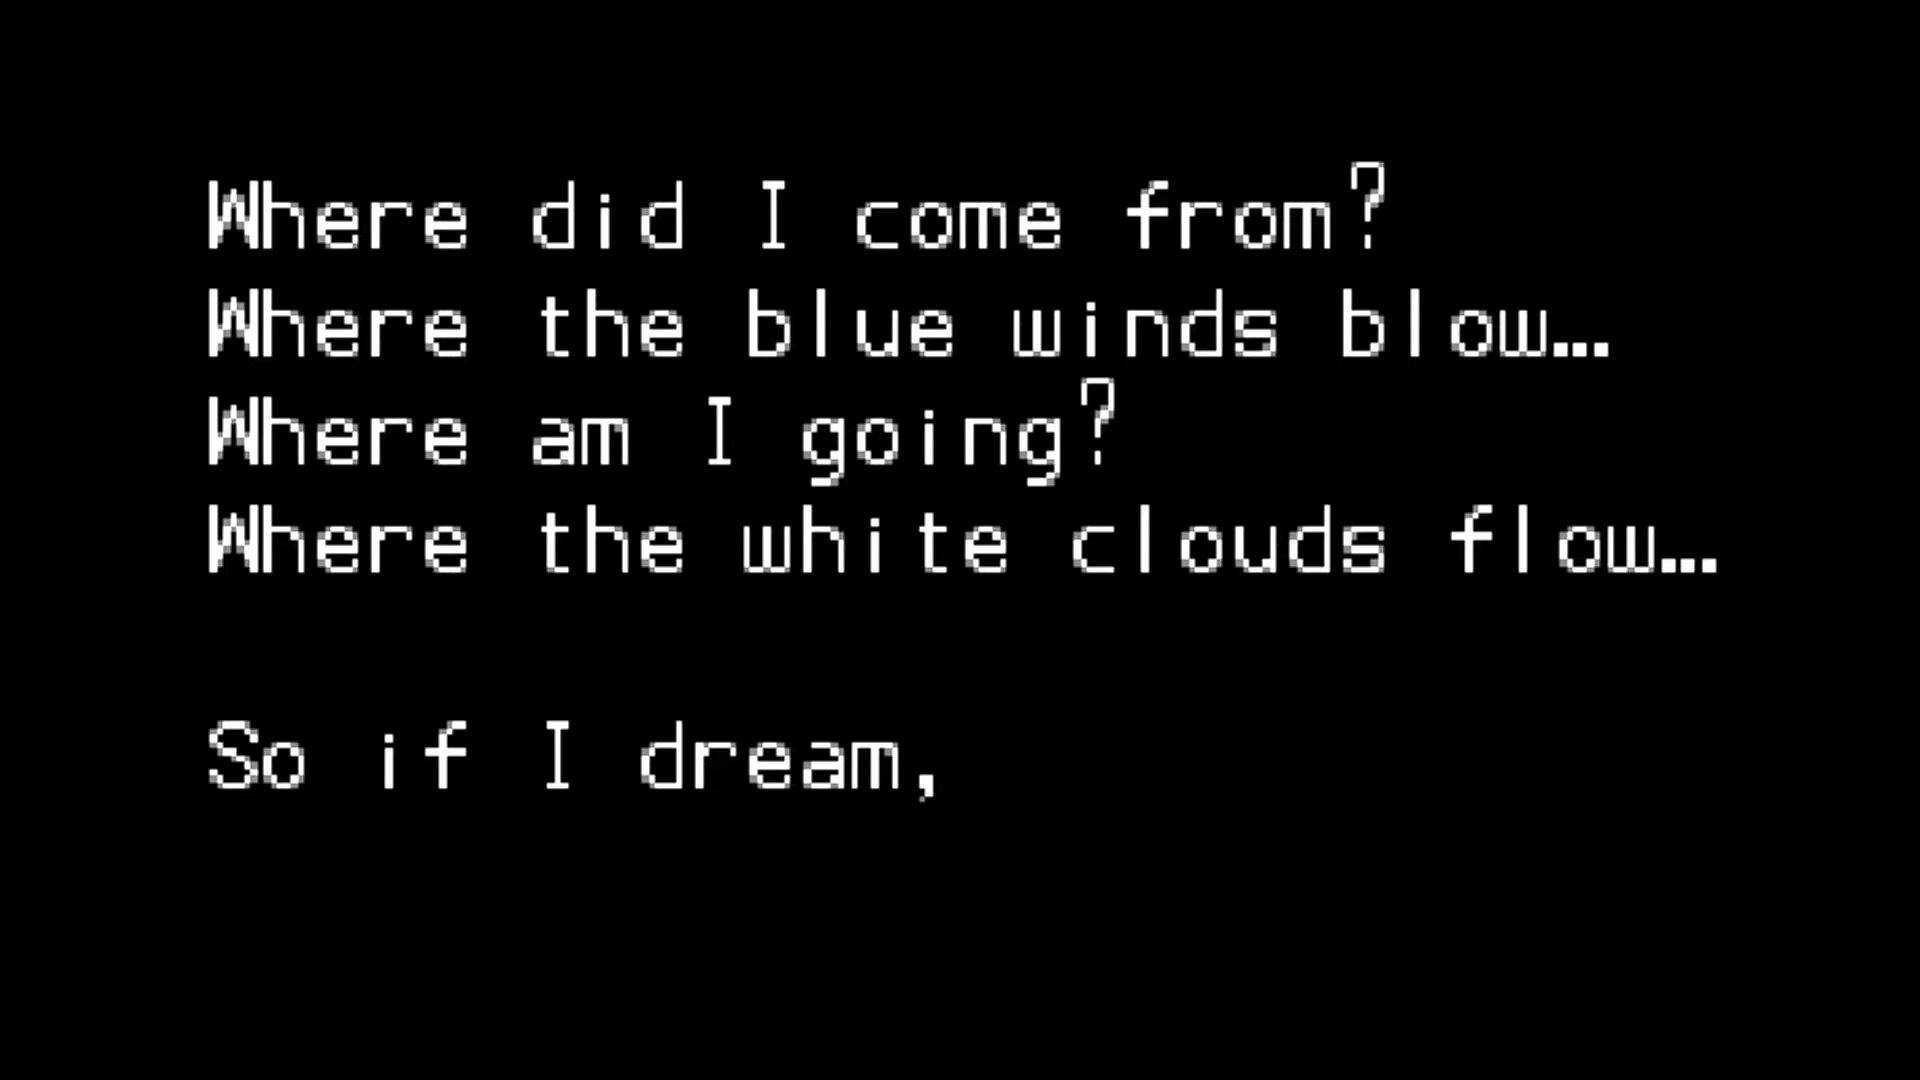 Where did I come from?
Where the blue winds blow…
Where am I going?
Where the white clouds flow…
So if I dream,